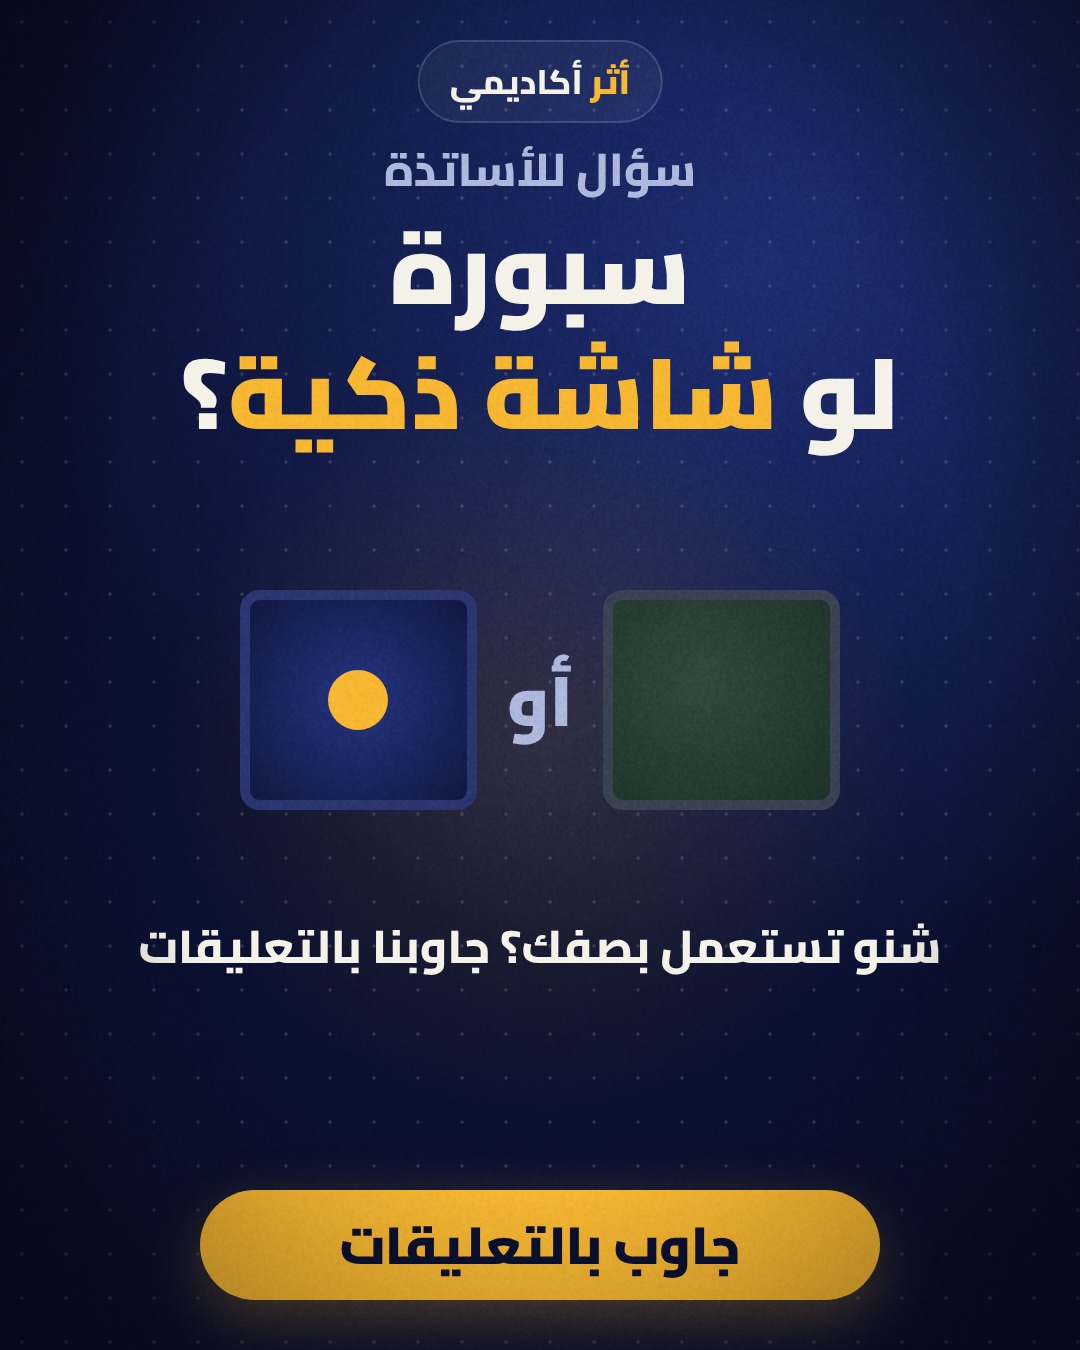 أثر أكاديمي
سؤال للأساتذة
سبورة
لو شاشة ذكية؟
أو
شنو تستعمل بصفك؟ جاوبنا بالتعليقات
جاوب بالتعليقات